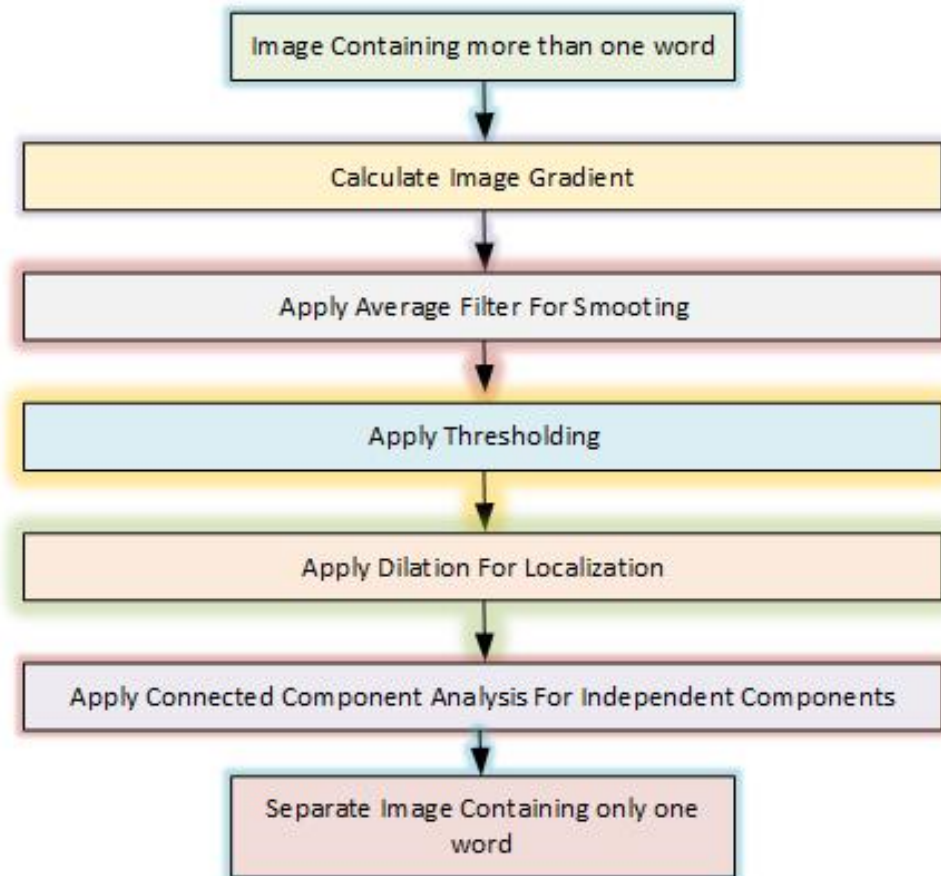 Image Containing more than one word
Calculate Image Gradient
Apply Average Filter For Smooting
Apply Thresholding
Apply Dilation For Localization
Apply Connected Component Analysis For Independent Components
Separate Image Containing only one
word